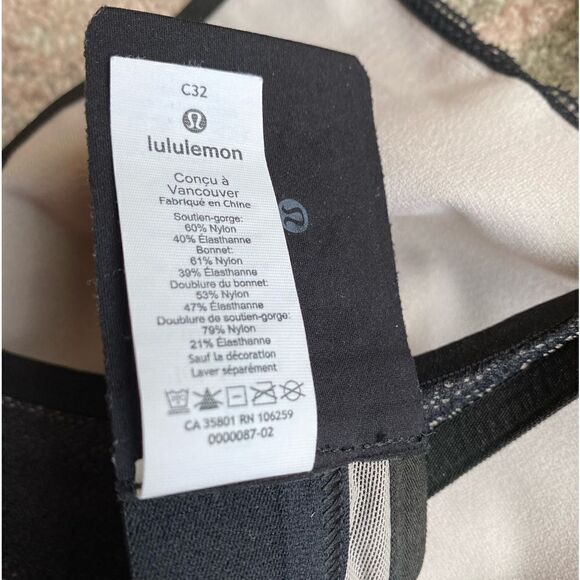 C32
lululemon
Conçu à
Vancouver
Fabriqué en Chine
Soutien-gorge:
60% Nylon
40% Élasthanne
Bonnet:
61% Nylon
39% Élasthanne
Doublure du bonnet:
53% Nylon
47% Élasthanne
Doublure de soutien-gorge:
79% Nylon
21% Élasthanne
Sauf la décoration
Laver séparément
CA 35801 RN 106259
0000087-02